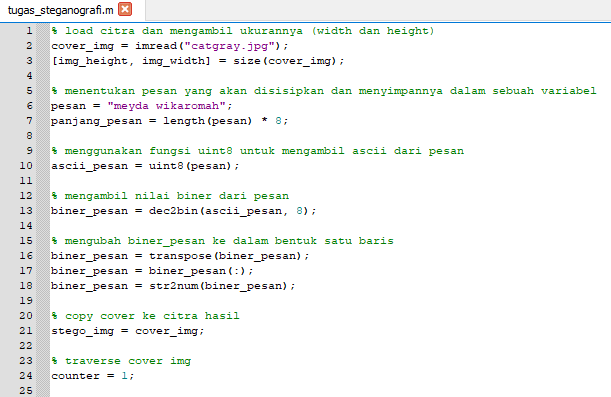 tugas_steganografi.m
1 % load citra dan mengambil ukurannya (width dan height)
2 cover_img = imread("catgray.jpg");
3 [img_height, img_width] = size(cover_img);
4
5 % menentukan pesan yang akan disisipkan dan menyimpannya dalam sebuah variabel
6 pesan = "meyda wikaromah";
7 panjang_pesan = length(pesan) * 8;
8
9 % menggunakan fungsi uint8 untuk mengambil ascii dari pesan
10 ascii_pesan = uint8(pesan);
11
12 % mengambil nilai biner dari pesan
13 biner_pesan = dec2bin(ascii_pesan, 8);
14
15 % mengubah biner_pesan ke dalam bentuk satu baris
16 biner_pesan = transpose(biner_pesan);
17 biner_pesan = biner_pesan(:);
18 biner_pesan = str2num(biner_pesan);
19
20 % copy cover ke citra hasil
21 stego_img = cover_img;
22
23 % traverse cover img
24 counter = 1;
25